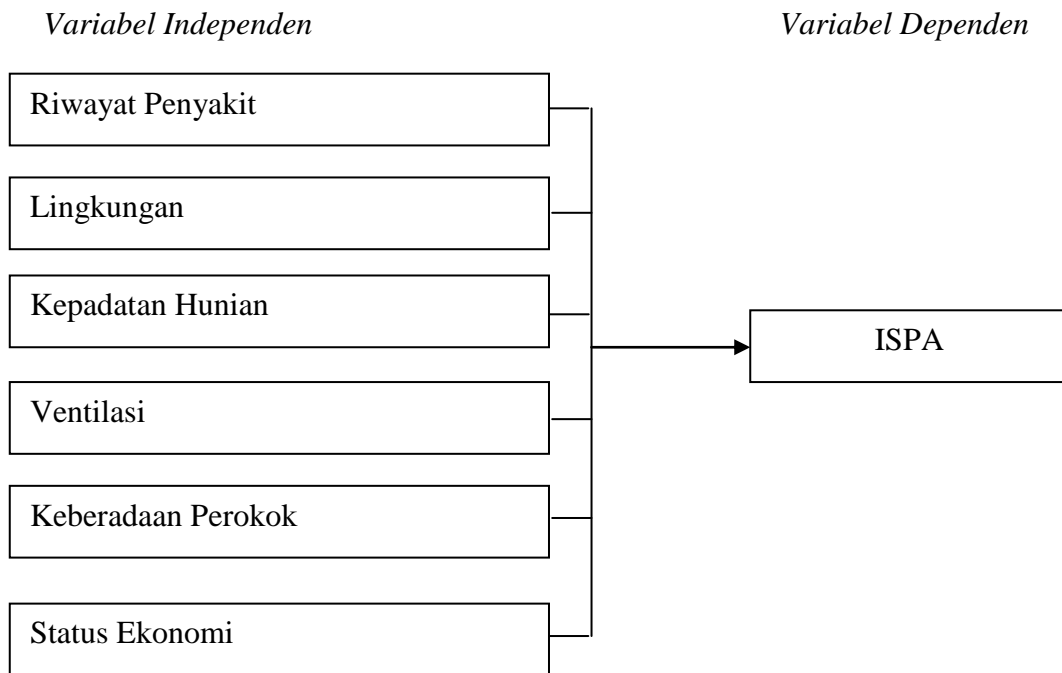 Variabel Independen
Variabel Dependen
Riwayat Penyakit
Lingkungan
Kepadatan Hunian
Ventilasi
Keberadaan Perokok
Status Ekonomi
ISPA